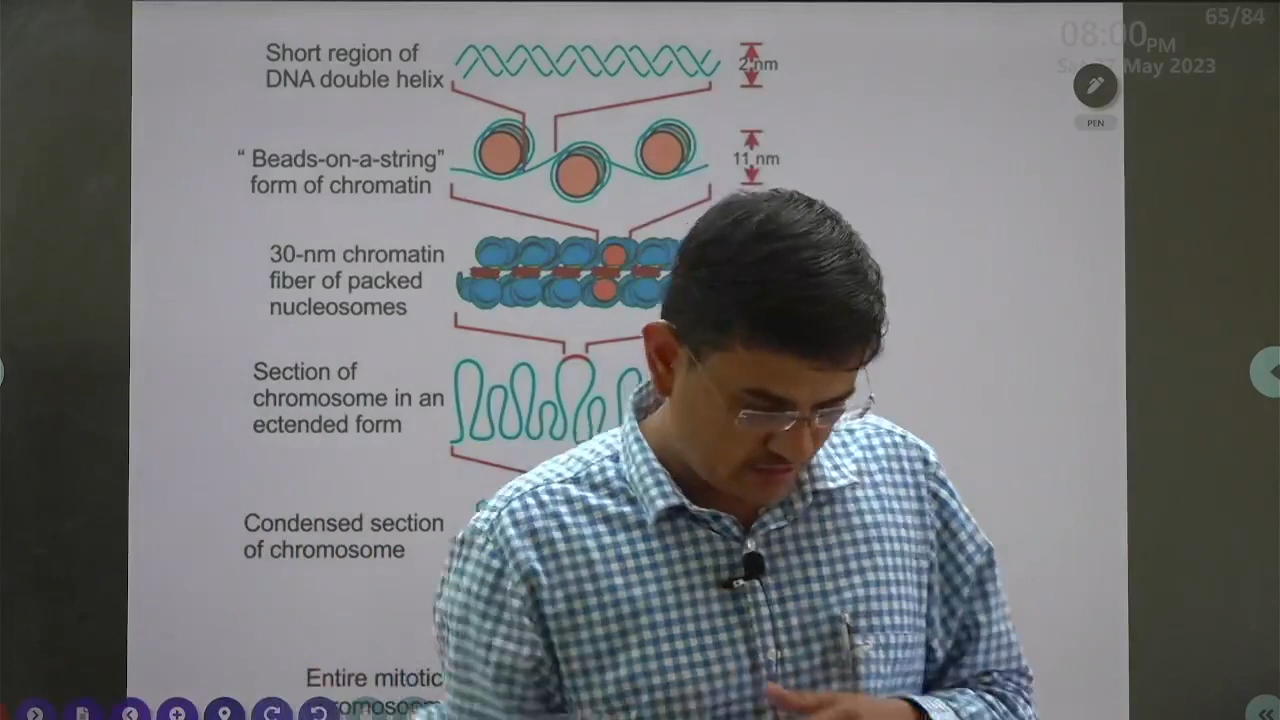 65/84
08:00 PM
May 2023
PEN
Short region of
DNA double helix
2 nm
“ Beads-on-a-string”
form of chromatin
11 nm
30-nm chromatin
fiber of packed
nucleosomes
Section of
chromosome in an
ectended form
Condensed section
of chromosome
Entire mitotic